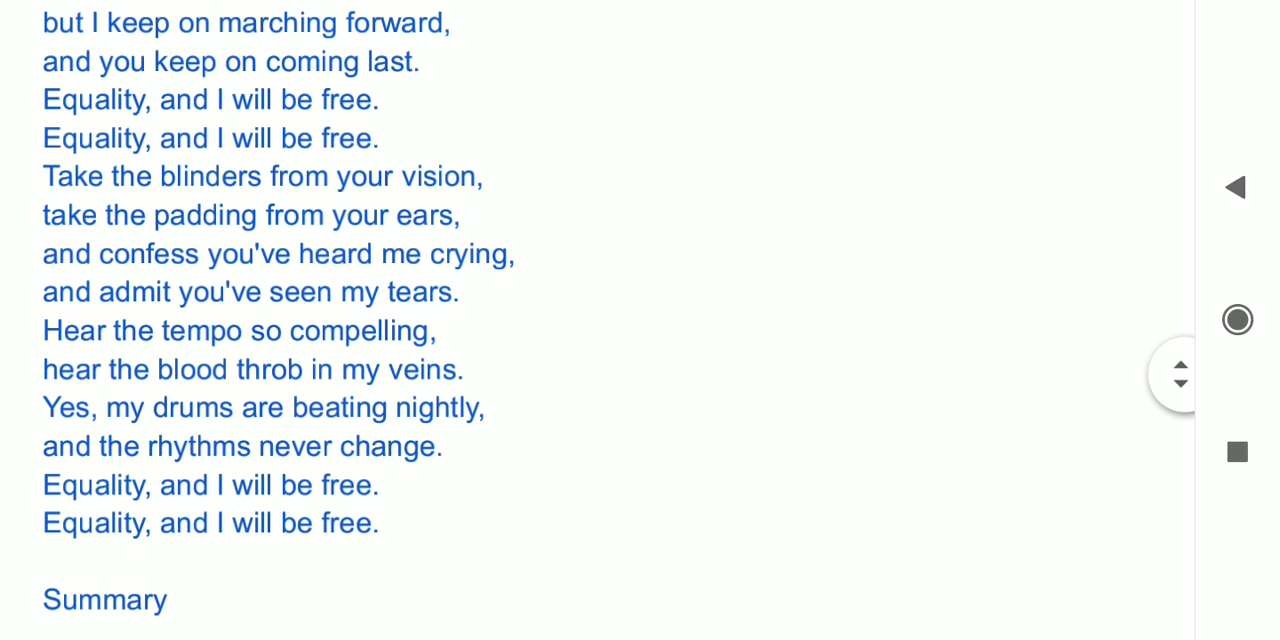 but I keep on marching forward,
and you keep on coming last.
Equality, and I will be free.
Equality, and I will be free.
Take the blinders from your vision,
take the padding from your ears,
and confess you've heard me crying,
and admit you've seen my tears.
Hear the tempo so compelling,
hear the blood throb in my veins.
Yes, my drums are beating nightly,
and the rhythms never change.
Equality, and I will be free.
Equality, and I will be free.
Summary